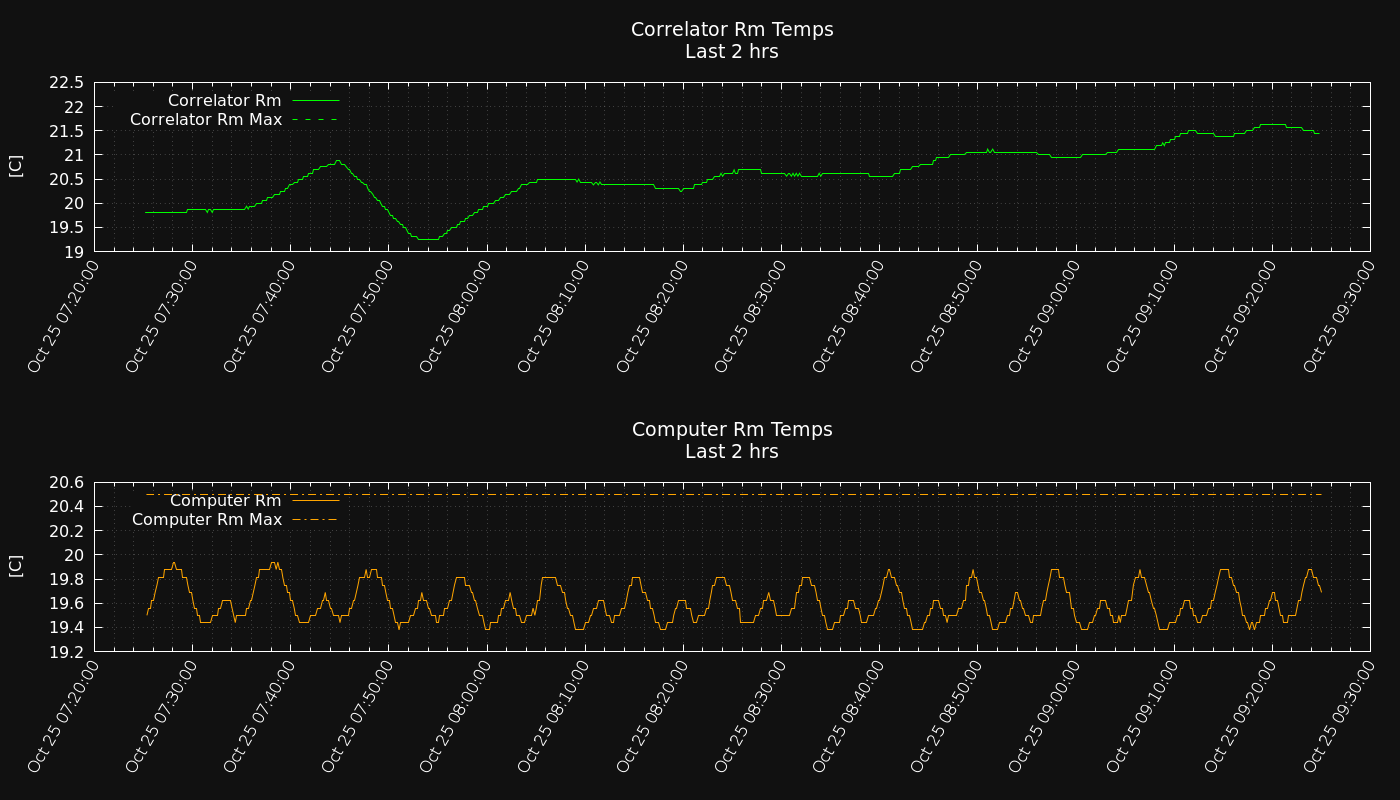 Correlator Rm Temps
Last 2 hrs
[C]
22.5
22
21.5
21
20.5
20
19.5
19
Correlator Rm
Correlator Rm Max
Oct 25 07:20:00
Oct 25 07:30:00
Oct 25 07:40:00
Oct 25 07:50:00
Oct 25 08:00:00
Oct 25 08:10:00
Oct 25 08:20:00
Oct 25 08:30:00
Oct 25 08:40:00
Oct 25 08:50:00
Oct 25 09:00:00
Oct 25 09:10:00
Oct 25 09:20:00
Oct 25 09:30:00
Computer Rm Temps
Last 2 hrs
[C]
20.6
20.4
20.2
20
19.8
19.6
19.4
19.2
Computer Rm
Computer Rm Max
Oct 25 07:20:00
Oct 25 07:30:00
Oct 25 07:40:00
Oct 25 07:50:00
Oct 25 08:00:00
Oct 25 08:10:00
Oct 25 08:20:00
Oct 25 08:30:00
Oct 25 08:40:00
Oct 25 08:50:00
Oct 25 09:00:00
Oct 25 09:10:00
Oct 25 09:20:00
Oct 25 09:30:00